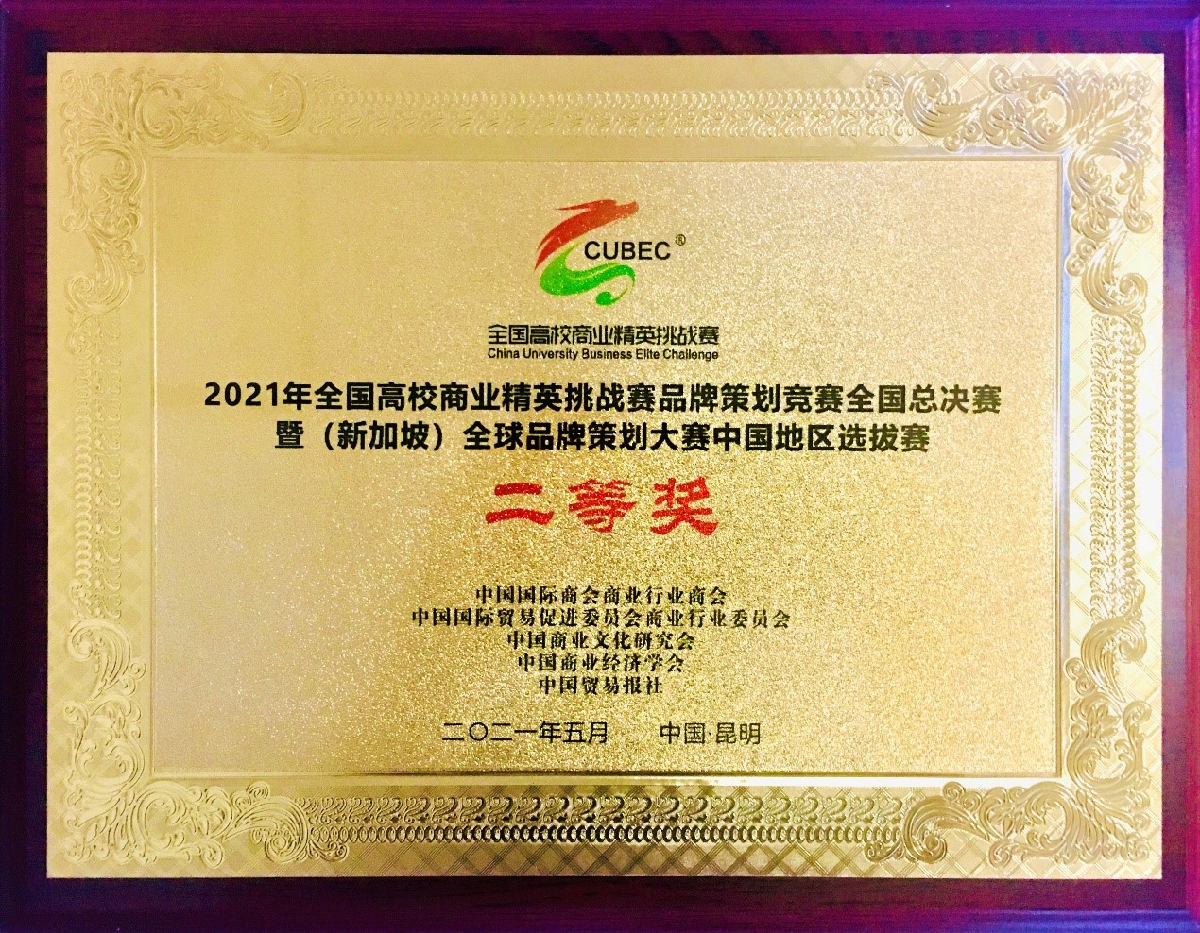 CUBEC®
全国高校商业精英挑战赛
China University Business Elite Challenge
2021年全国高校商业精英挑战赛品牌策划竞赛全国总决赛
暨（新加坡）全球品牌策划大赛中国地区选拔赛
二等奖
中国国际商会商业行业商会
中国国际贸易促进委员会商业行业委员会
中国商业文化研究会
中国商业经济学会
中国贸易报社
二〇二一年五月 中国·昆明